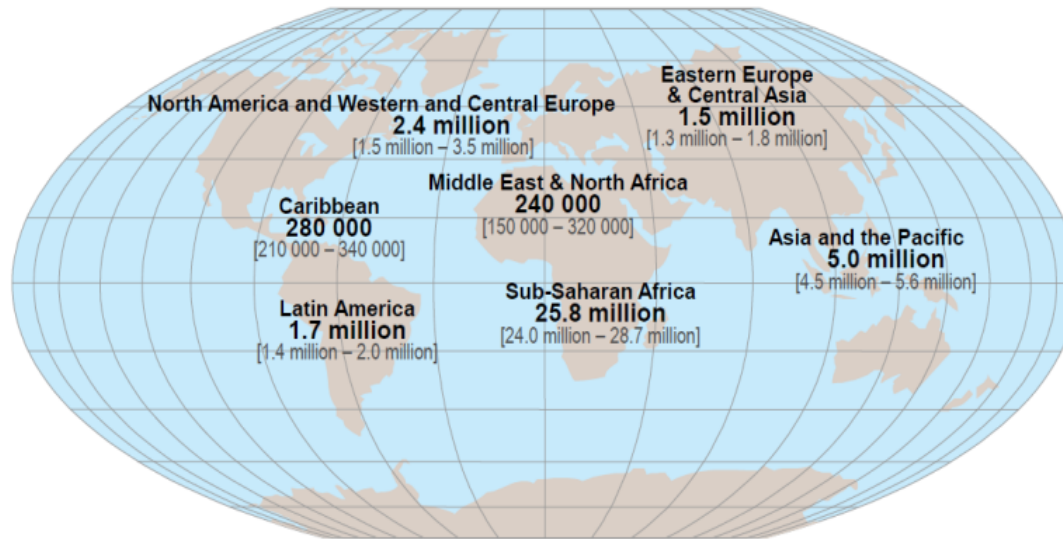 North America and Western and Central Europe
2.4 million
[1.5 million – 3.5 million]
Eastern Europe
& Central Asia
1.5 million
[1.3 million – 1.8 million]
Middle East & North Africa
240 000
[150 000 – 320 000]
Caribbean
280 000
[210 000 – 340 000]
Asia and the Pacific
5.0 million
[4.5 million – 5.6 million]
Latin America
1.7 million
[1.4 million – 2.0 million]
Sub-Saharan Africa
25.8 million
[24.0 million – 28.7 million]